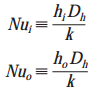 Nu_i ≡ h_i D_h / k
Nu_o ≡ h_o D_h / k